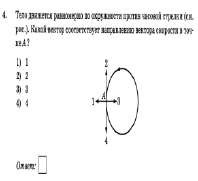 4. Тело движется равномерно по окружности против часовой стрелки (см.
рис.). Какой вектор соответствует направлению вектора скорости в точ-
ке A?
1) 1
2) 2
3) 3
4) 4
2
A
1 3
4
Ответ: